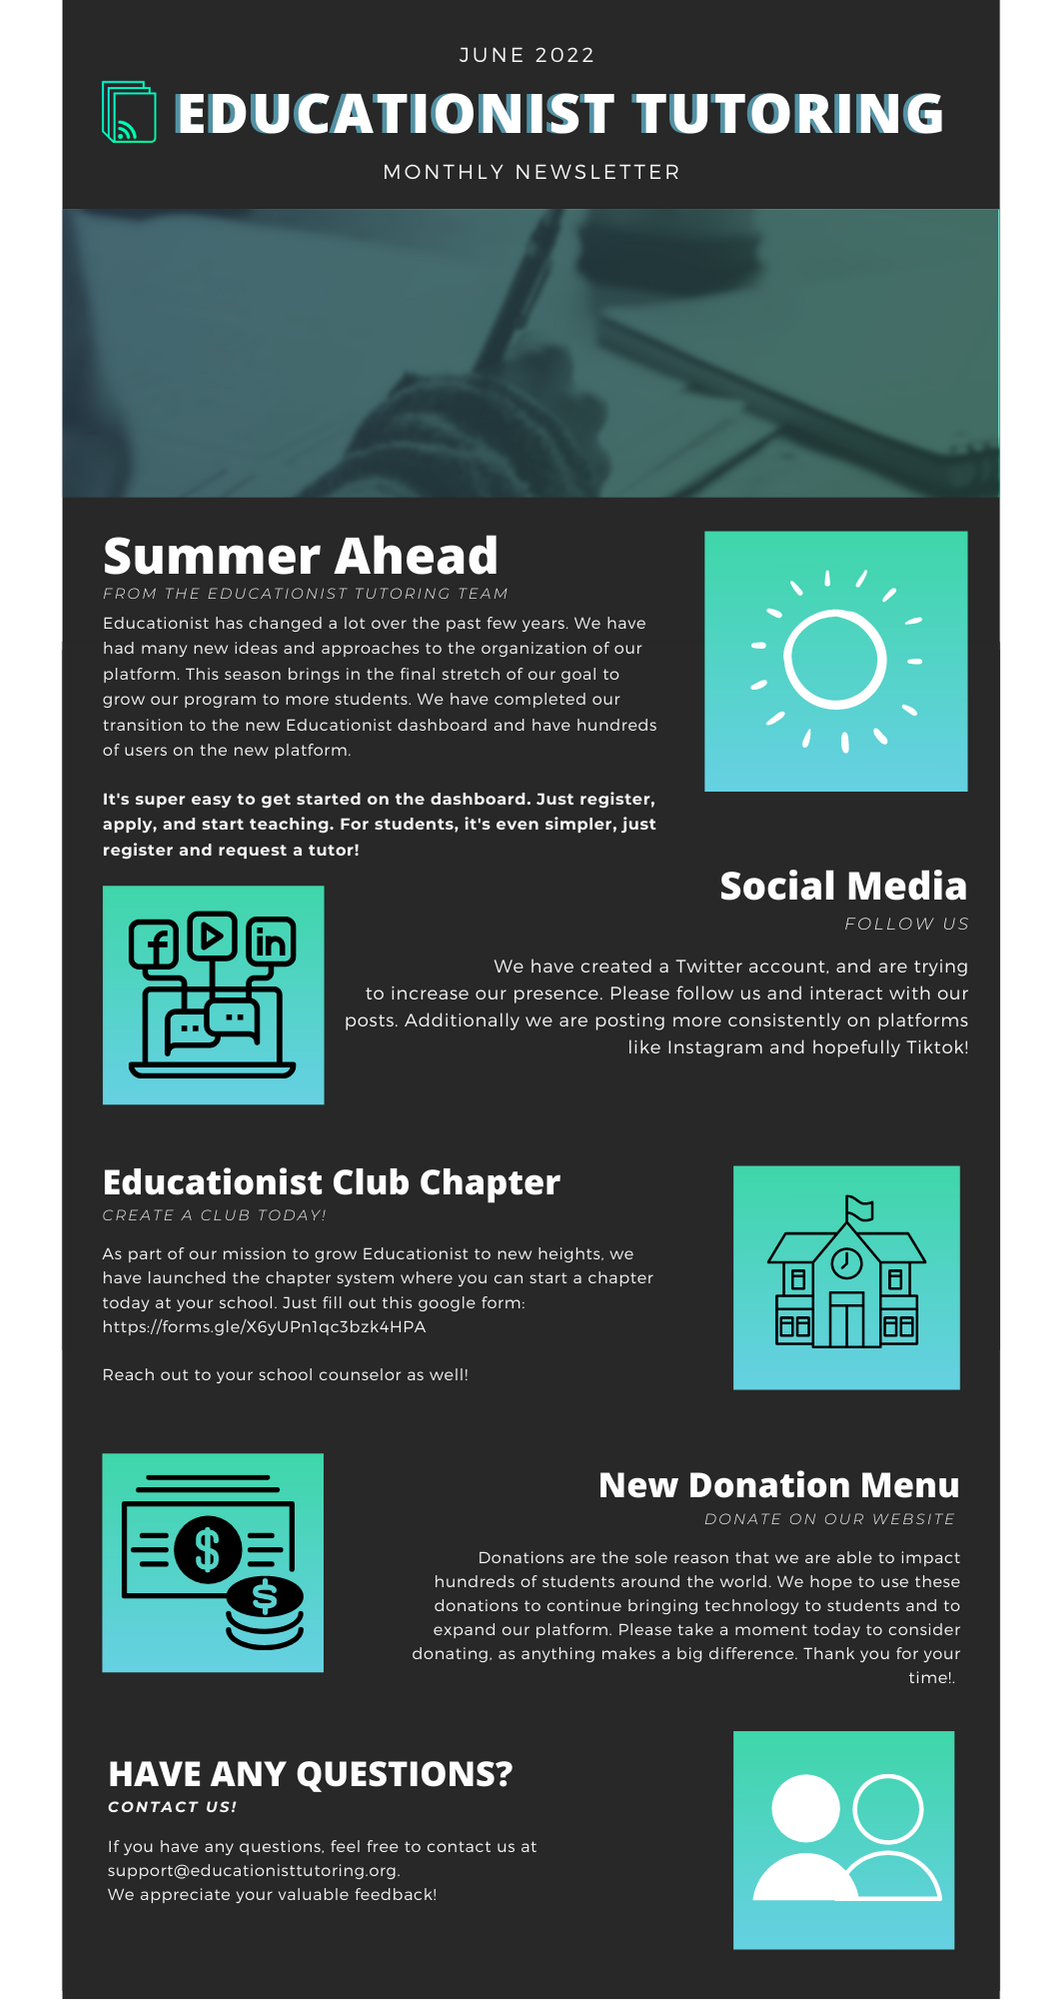 JUNE 2022
EDUCATIONIST TUTORING
MONTHLY NEWSLETTER
Summer Ahead
FROM THE EDUCATIONIST TUTORING TEAM
Educationist has changed a lot over the past few years. We have
had many new ideas and approaches to the organization of our
platform. This season brings in the final stretch of our goal to
grow our program to more students. We have completed our
transition to the new Educationist dashboard and have hundreds
of users on the new platform.
It's super easy to get started on the dashboard. Just register,
apply, and start teaching. For students, it's even simpler, just
register and request a tutor!
f
in
Social Media
FOLLOW US
We have created a Twitter account, and are trying
to increase our presence. Please follow us and interact with our
posts. Additionally we are posting more consistently on platforms
like Instagram and hopefully Tiktok!
Educationist Club Chapter
CREATE A CLUB TODAY!
As part of our mission to grow Educationist to new heights, we
have launched the chapter system where you can start a chapter
today at your school. Just fill out this google form:
https://forms.gle/X6yUPn1qc3bzk4HPA
Reach out to your school counselor as well!
$
$
New Donation Menu
DONATE ON OUR WEBSITE
Donations are the sole reason that we are able to impact
hundreds of students around the world. We hope to use these
donations to continue bringing technology to students and to
expand our platform. Please take a moment today to consider
donating, as anything makes a big difference. Thank you for your
time!.
HAVE ANY QUESTIONS?
CONTACT US!
If you have any questions, feel free to contact us at
support@educationisttutoring.org.
We appreciate your valuable feedback!